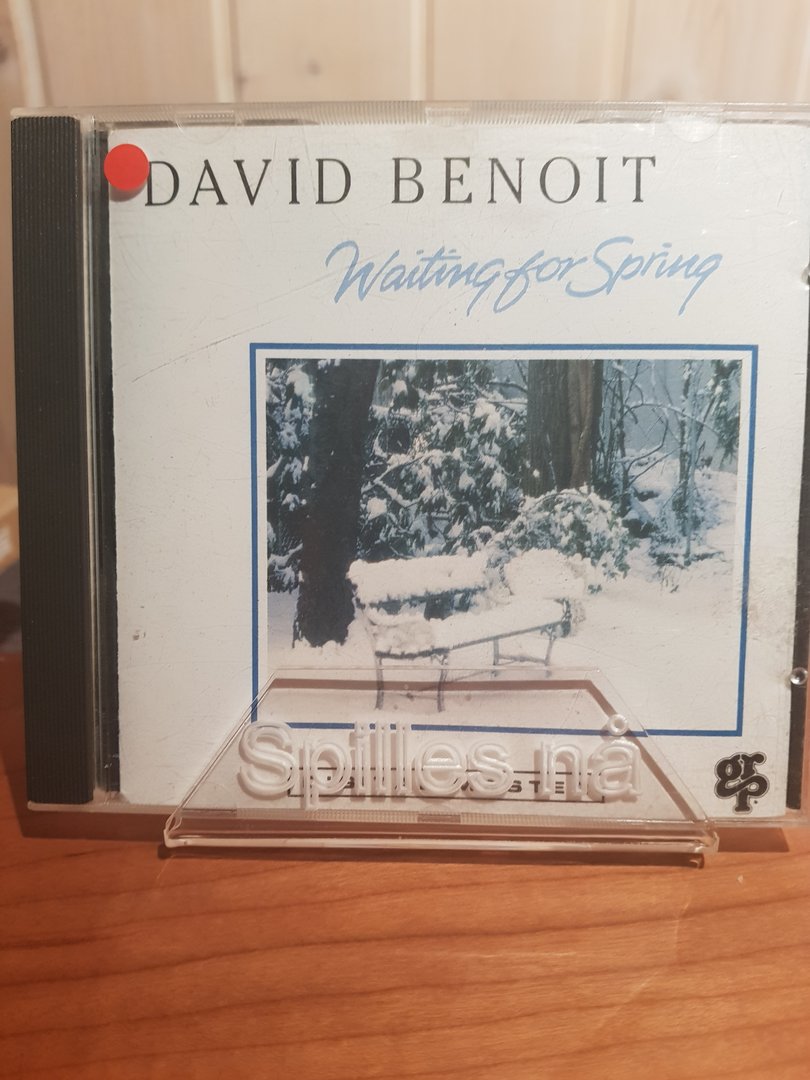 DAVID BENOIT
Waiting for Spring
Spilles nå
grp